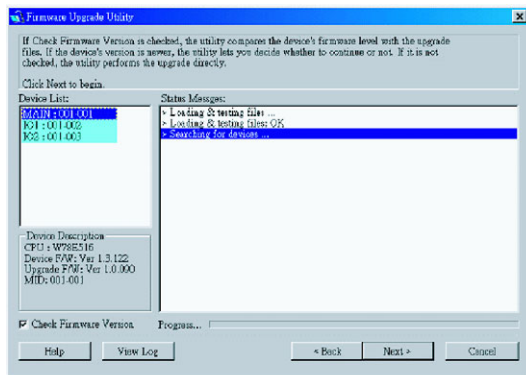 Firmware Upgrade Utility
If Check Firmware Version is checked, the utility compares the device's firmware level with the upgrade
files. If the device's version is newer, the utility lets you decide whether to continue or not. If it is not
checked, the utility performs the upgrade directly.
Click Next to begin.
Device List:
MAIN : 001-001
IG1 : 001-002
IG2 : 001-003
Status Messges:
> Loading & testing files ...
> Loading & testing files: OK
> Searching for devices ...
Device Description
CPU : W78E516
Device F/W: Ver 1.3.122
Upgrade F/W: Ver 1.0.090
MID: 001-001
Check Firmware Version
Progress...
Help
View Log
< Back
Next >
Cancel